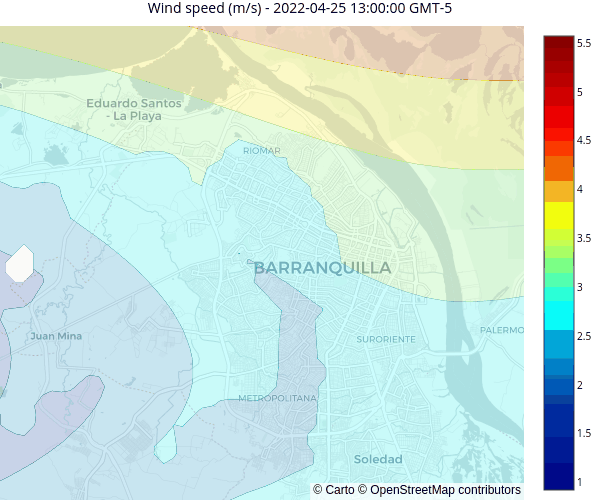 Wind speed (m/s) - 2022-04-25 13:00:00 GMT-5
Eduardo Santos
- La Playa
RIOMAR
BARRANQUILLA
Juan Mina
SURORIENTE
PALERMO
METROPOLITANA
Soledad
© Carto © OpenStreetMap contributors
5.5
5
4.5
4
3.5
3
2.5
2
1.5
1